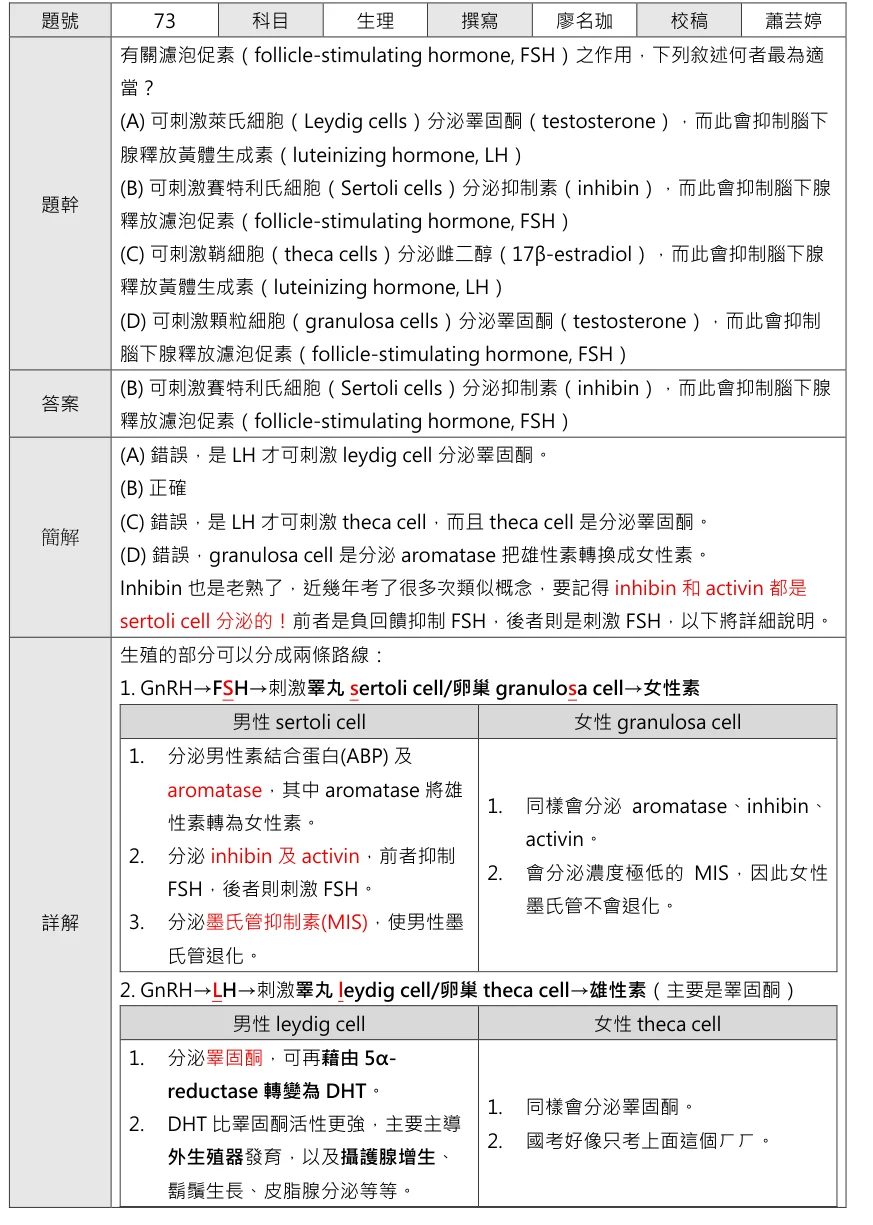 題號 73 科目 生理 撰寫 廖名珈 校稿 蕭芸婷
題幹
有關濾泡促素（follicle-stimulating hormone, FSH）之作用，下列敘述何者最為適
當？
(A) 可刺激萊氏細胞（Leydig cells）分泌睪固酮（testosterone），而此會抑制腦下
腺釋放黃體生成素（luteinizing hormone, LH）
(B) 可刺激賽特利氏細胞（Sertoli cells）分泌抑制素（inhibin），而此會抑制腦下腺
釋放濾泡促素（follicle-stimulating hormone, FSH）
(C) 可刺激鞘細胞（theca cells）分泌雌二醇（17β-estradiol），而此會抑制腦下腺
釋放黃體生成素（luteinizing hormone, LH）
(D) 可刺激顆粒細胞（granulosa cells）分泌睪固酮（testosterone），而此會抑制
腦下腺釋放濾泡促素（follicle-stimulating hormone, FSH）
答案
(B) 可刺激賽特利氏細胞（Sertoli cells）分泌抑制素（inhibin），而此會抑制腦下腺
釋放濾泡促素（follicle-stimulating hormone, FSH）
簡解
(A) 錯誤，是 LH 才可刺激 leydig cell 分泌睪固酮。
(B) 正確
(C) 錯誤，是 LH 才可刺激 theca cell，而且 theca cell 是分泌睪固酮。
(D) 錯誤，granulosa cell 是分泌 aromatase 把雄性素轉換成女性素。
Inhibin 也是老熟了，近幾年考了很多次類似概念，要記得 inhibin 和 activin 都是
sertoli cell 分泌的！前者是負回饋抑制 FSH，後者則是刺激 FSH，以下將詳細說明。
詳解
生殖的部分可以分成兩條路線：
1. GnRH→FSH→刺激睪丸 sertoli cell/卵巢 granulosa cell→女性素
男性 sertoli cell
1. 分泌男性素結合蛋白(ABP) 及
aromatase，其中 aromatase 將雄
性素轉為女性素。
2. 分泌 inhibin 及 activin，前者抑制
FSH，後者則刺激 FSH。
3. 分泌墨氏管抑制素(MIS)，使男性墨
氏管退化。
女性 granulosa cell
1. 同樣會分泌 aromatase、inhibin、
activin。
2. 會分泌濃度極低的 MIS，因此女性
墨氏管不會退化。
2. GnRH→LH→刺激睪丸 leydig cell/卵巢 theca cell→雄性素（主要是睪固酮）
男性 leydig cell
1. 分泌睪固酮，可再藉由 5α-
reductase 轉變為 DHT。
2. DHT 比睪固酮活性更強，主要主導
外生殖器發育，以及攝護腺增生、
鬍鬚生長、皮脂腺分泌等等。
女性 theca cell
1. 同樣會分泌睪固酮。
2. 國考好像只考上面這個ㄏㄏ。